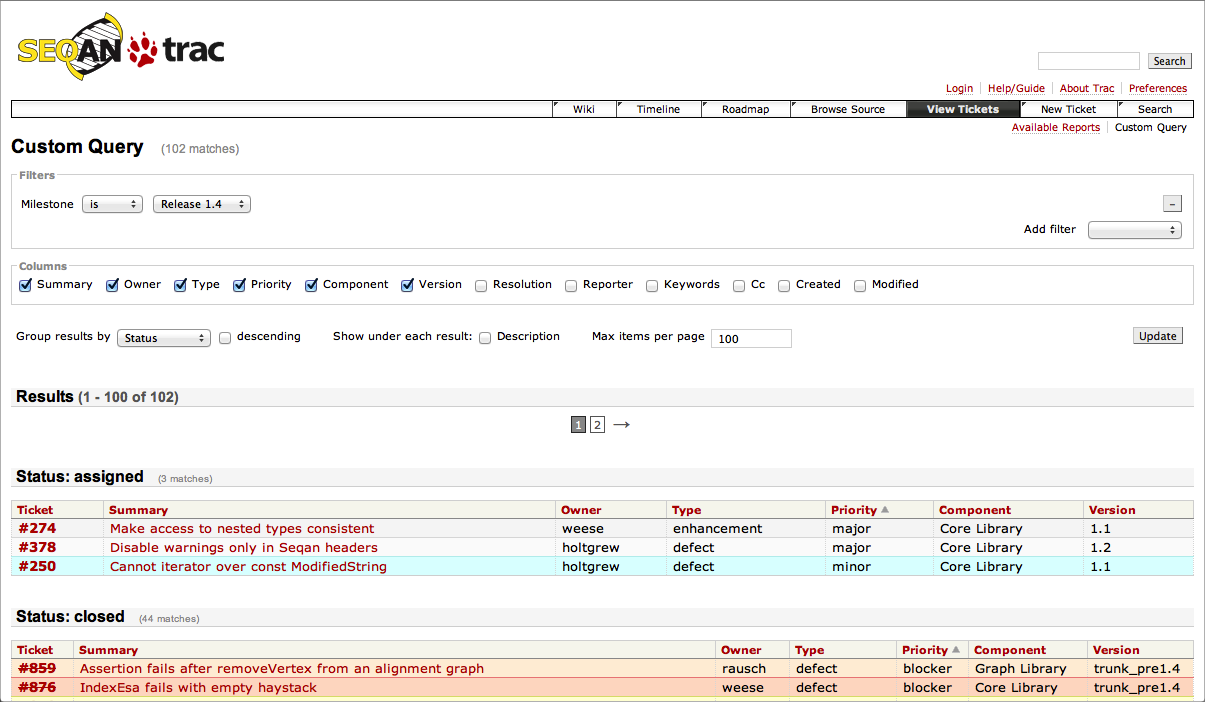 SEQAN trac
Search
Login Help/Guide About Trac Preferences
Wiki Timeline Roadmap Browse Source View Tickets New Ticket Search
Available Reports Custom Query
Custom Query (102 matches)
Filters
Milestone is Release 1.4 –
Add filter
Columns
Summary Owner Type Priority Component Version Resolution Reporter Keywords Cc Created Modified
Group results by Status descending Show under each result: Description Max items per page 100 Update
Results (1 - 100 of 102)
1 2 →
Status: assigned (3 matches)
Ticket Summary Owner Type Priority Component Version
#274 Make access to nested types consistent weese enhancement major Core Library 1.1
#378 Disable warnings only in Seqan headers holtgrew defect major Core Library 1.2
#250 Cannot iterator over const ModifiedString holtgrew defect minor Core Library 1.1
Status: closed (44 matches)
Ticket Summary Owner Type Priority Component Version
#859 Assertion fails after removeVertex from an alignment graph rausch defect blocker Graph Library trunk_pre1.4
#876 IndexEsa fails with empty haystack weese defect blocker Core Library trunk_pre1.4